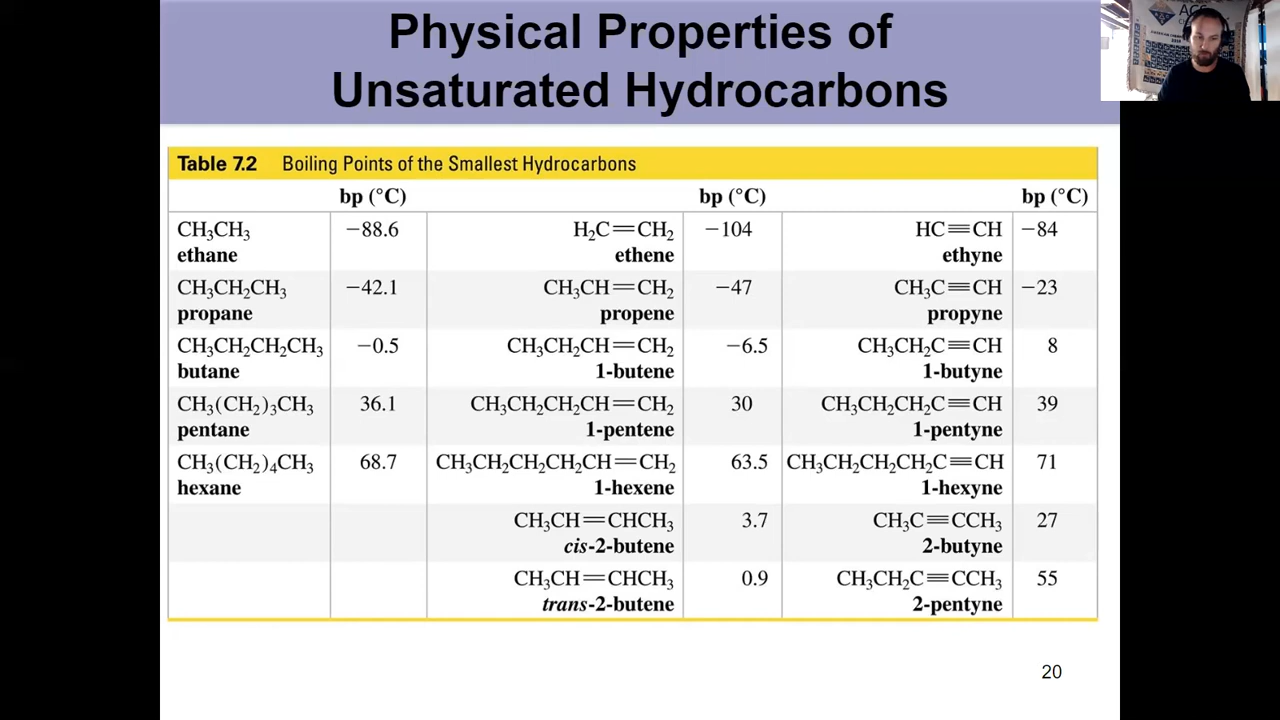 Physical Properties of
Unsaturated Hydrocarbons
Table 7.2 Boiling Points of the Smallest Hydrocarbons
bp (°C) bp (°C) bp (°C)
CH₃CH₃ −88.6 H₂C═CH₂ −104 HC≡CH −84
ethane ethene ethyne
CH₃CH₂CH₃ −42.1 CH₃CH═CH₂ −47 CH₃C≡CH −23
propane propene propyne
CH₃CH₂CH₂CH₃ −0.5 CH₃CH₂CH═CH₂ −6.5 CH₃CH₂C≡CH 8
butane 1-butene 1-butyne
CH₃(CH₂)₃CH₃ 36.1 CH₃CH₂CH₂CH═CH₂ 30 CH₃CH₂CH₂C≡CH 39
pentane 1-pentene 1-pentyne
CH₃(CH₂)₄CH₃ 68.7 CH₃CH₂CH₂CH₂CH═CH₂ 63.5 CH₃CH₂CH₂CH₂C≡CH 71
hexane 1-hexene 1-hexyne
CH₃CH═CHCH₃ 3.7 CH₃C≡CCH₃ 27
cis-2-butene 2-butyne
CH₃CH═CHCH₃ 0.9 CH₃CH₂C≡CCH₃ 55
trans-2-butene 2-pentyne
20